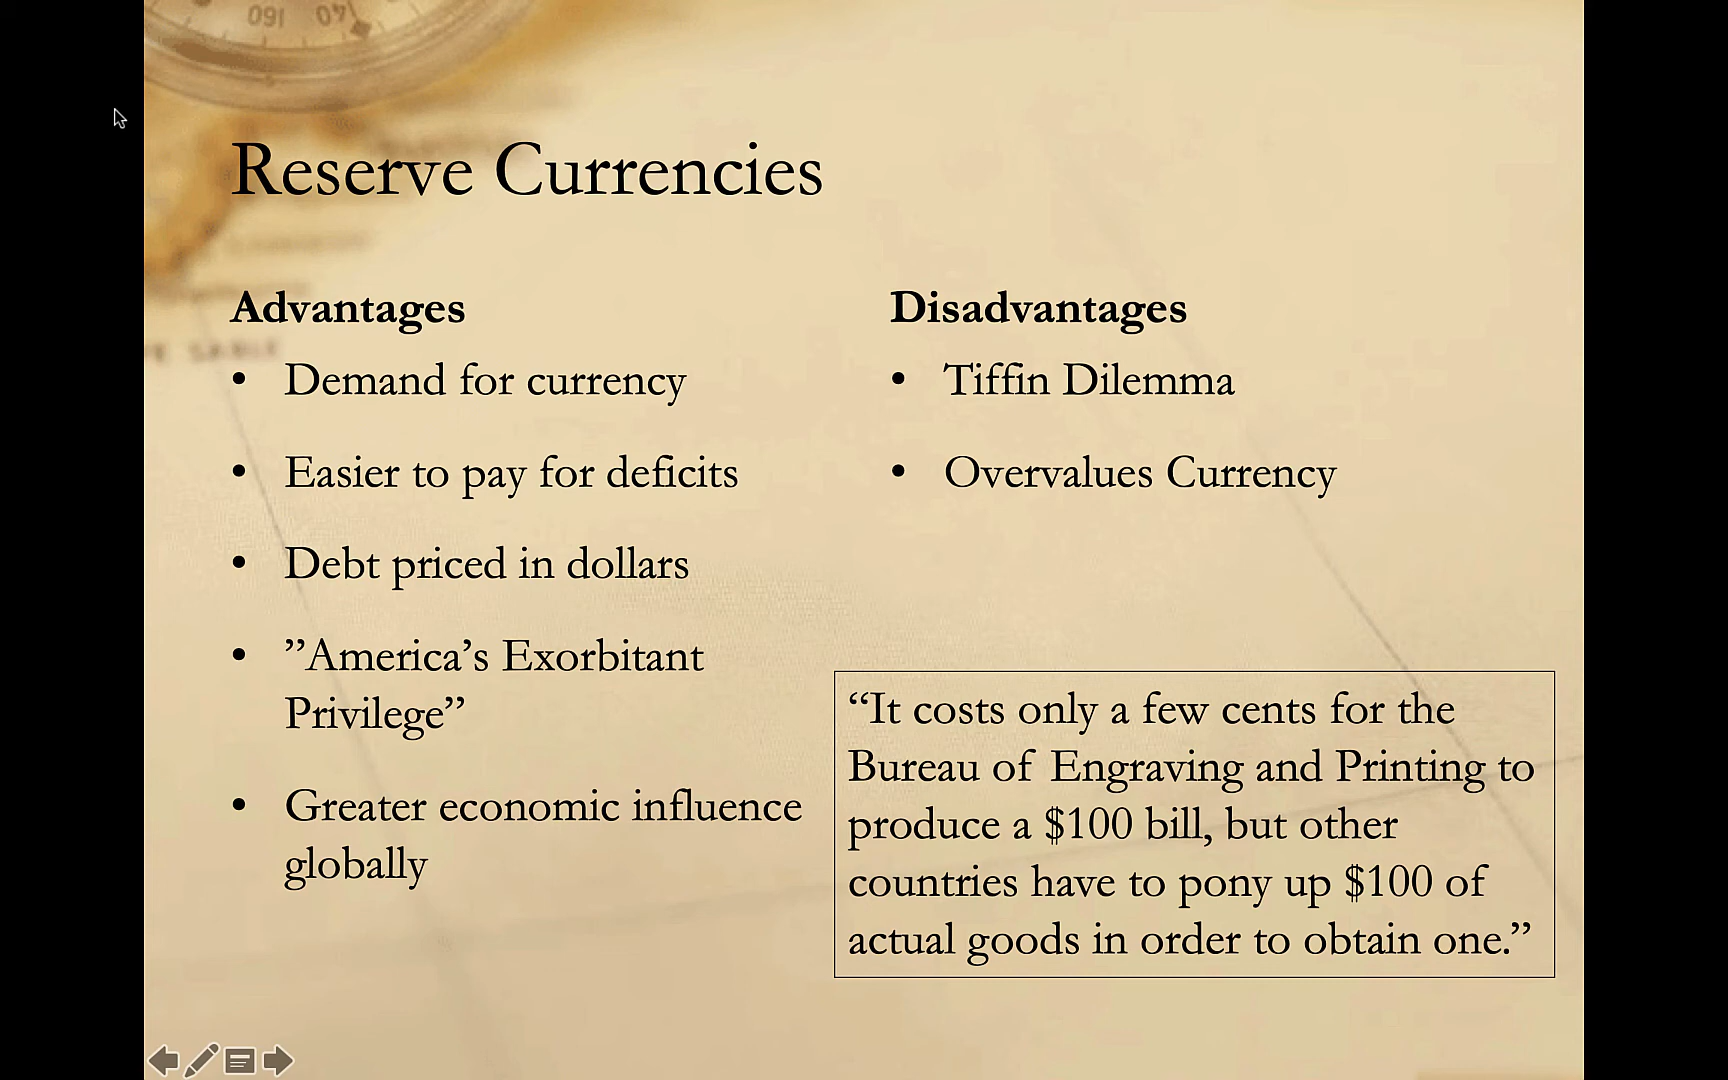 Reserve Currencies
Advantages
• Demand for currency
• Easier to pay for deficits
• Debt priced in dollars
• ”America’s Exorbitant
Privilege”
• Greater economic influence
globally
Disadvantages
• Tiffin Dilemma
• Overvalues Currency
“It costs only a few cents for the
Bureau of Engraving and Printing to
produce a $100 bill, but other
countries have to pony up $100 of
actual goods in order to obtain one.”